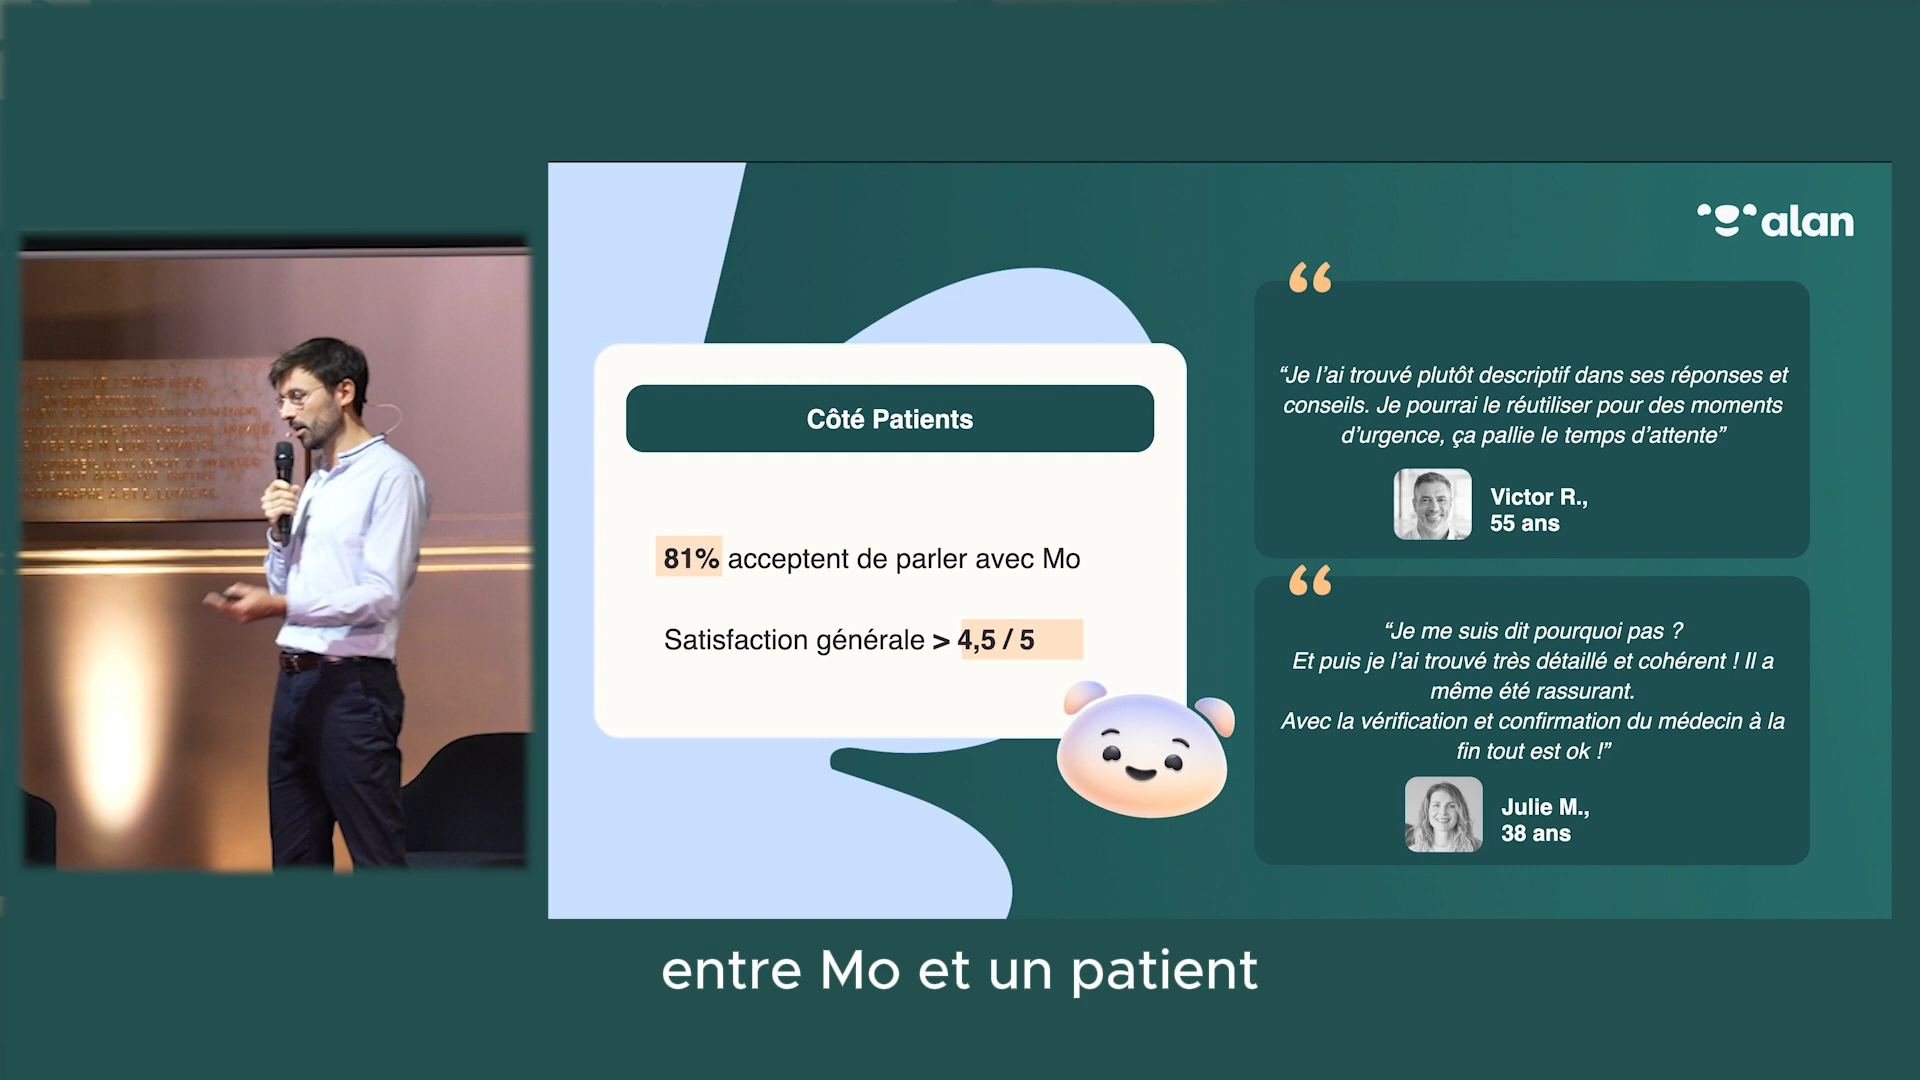 alan
Côté Patients
81% acceptent de parler avec Mo
Satisfaction générale > 4,5 / 5
“Je l’ai trouvé plutôt descriptif dans ses réponses et
conseils. Je pourrai le réutiliser pour des moments
d’urgence, ça pallie le temps d’attente”
Victor R.,
55 ans
“Je me suis dit pourquoi pas ?
Et puis je l’ai trouvé très détaillé et cohérent ! Il a
même été rassurant.
Avec la vérification et confirmation du médecin à la
fin tout est ok !”
Julie M.,
38 ans
entre Mo et un patient